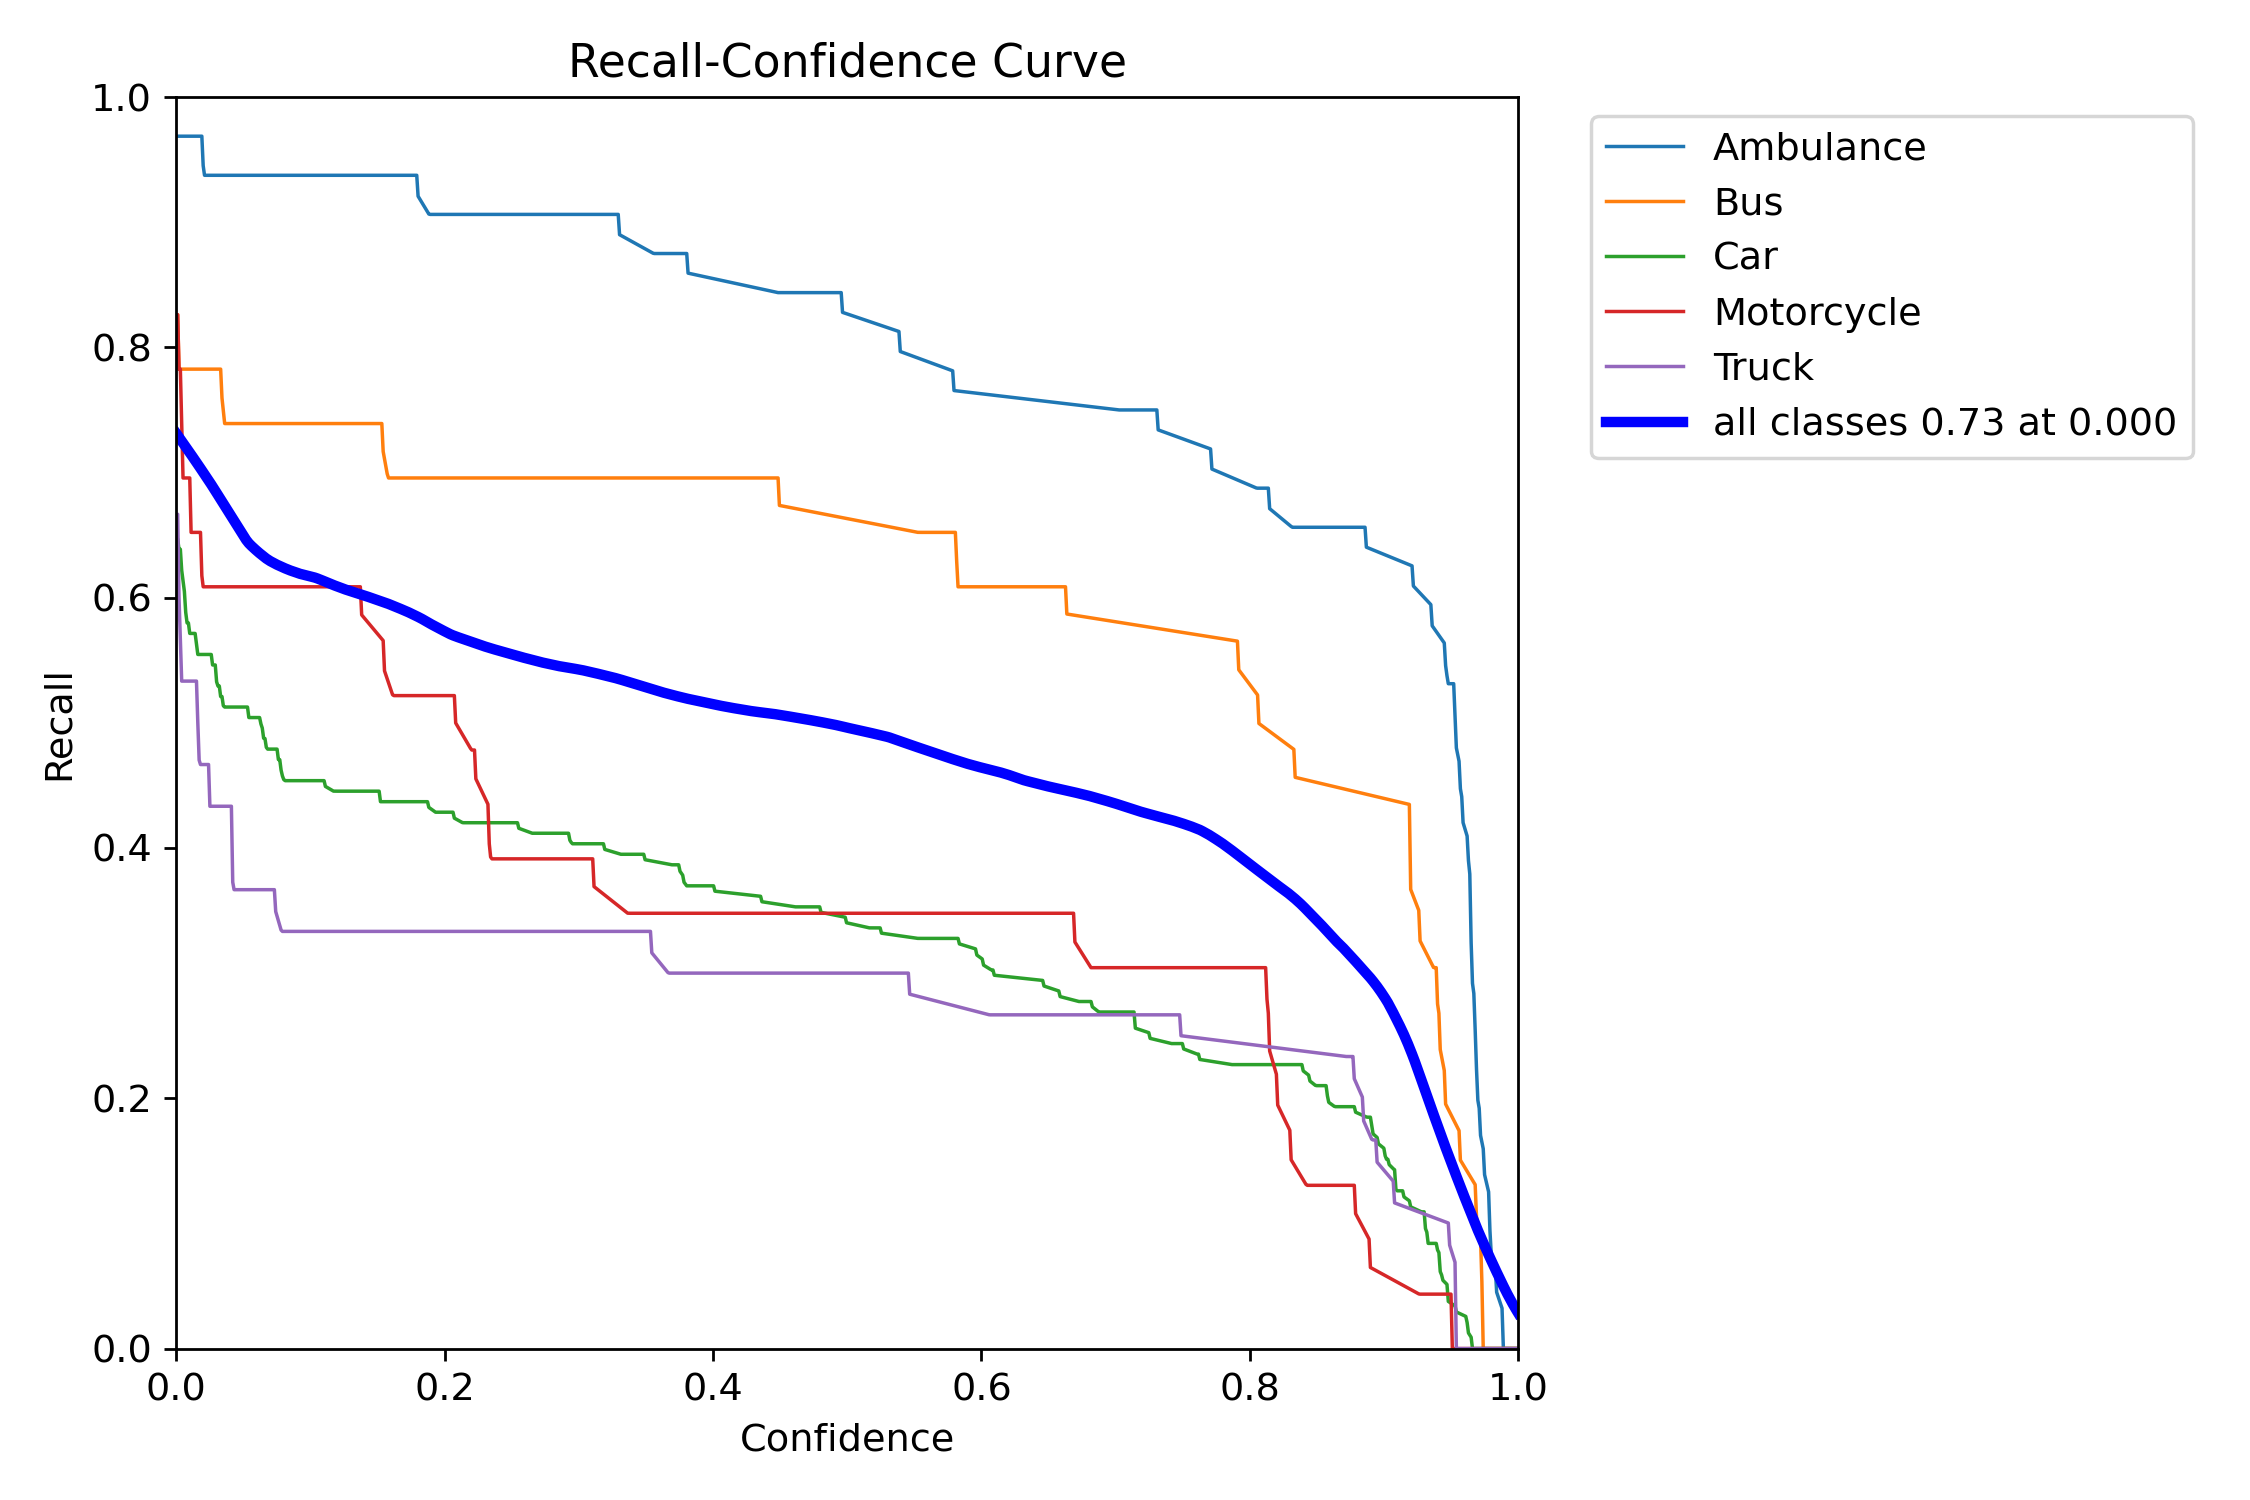 Recall-Confidence Curve
1.0
0.8
0.6
0.4
0.2
0.0
Recall
0.0 0.2 0.4 0.6 0.8 1.0
Confidence
Ambulance
Bus
Car
Motorcycle
Truck
all classes 0.73 at 0.000